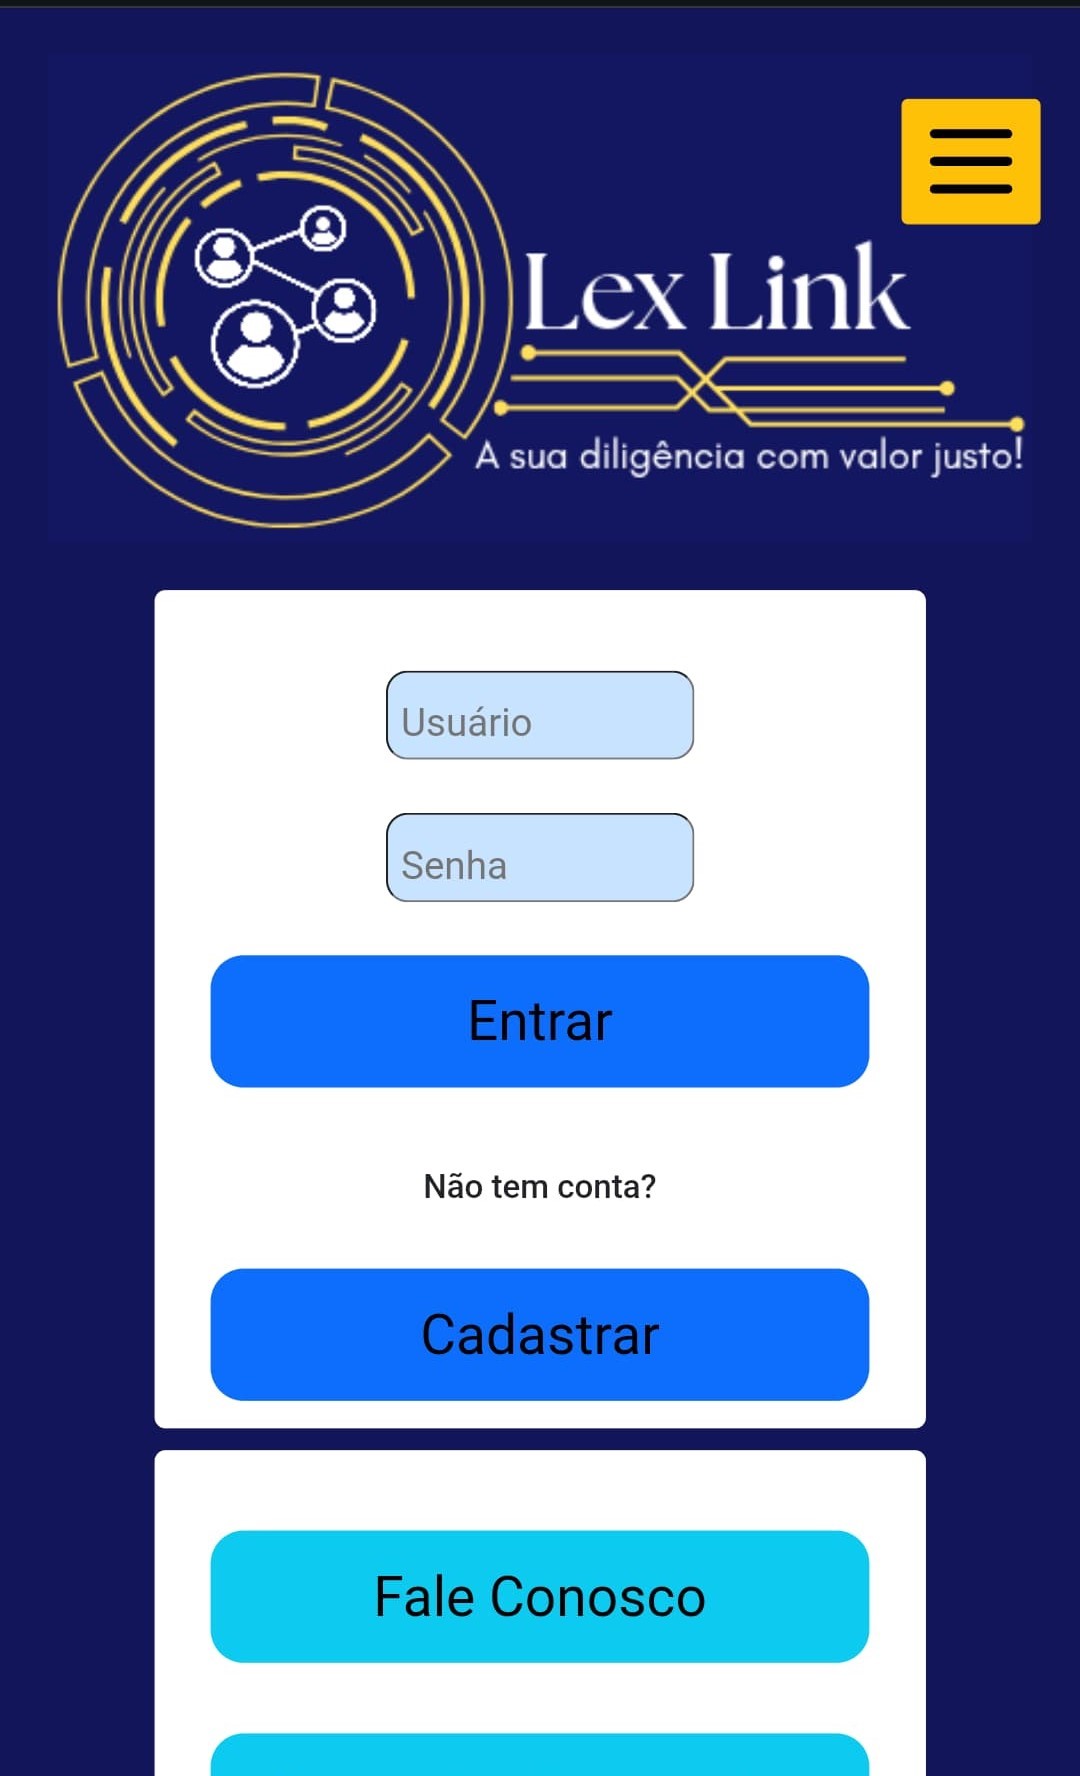 Lex Link
A sua diligência com valor justo!
Usuário
Senha
Entrar
Não tem conta?
Cadastrar
Fale Conosco